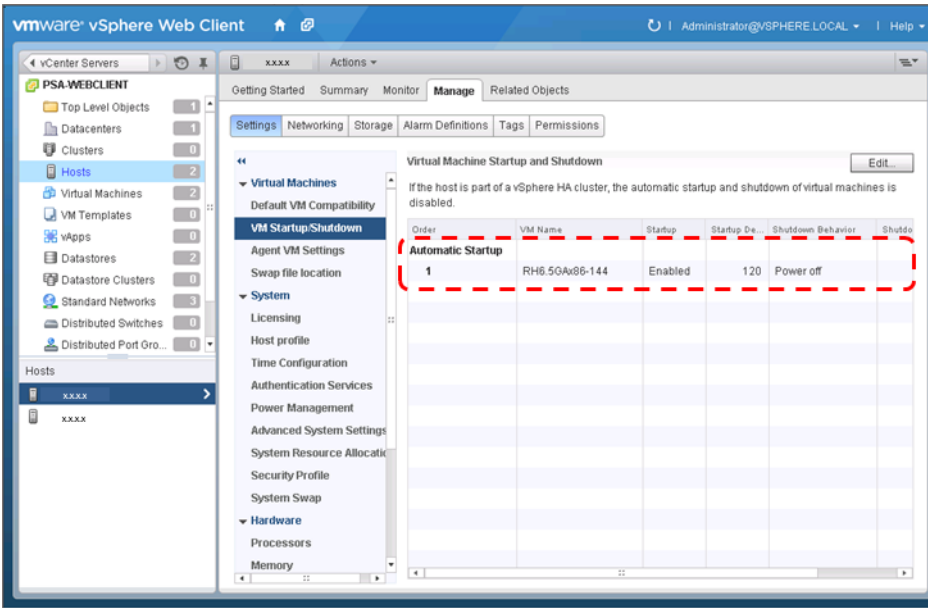 vmware® vSphere Web Client
Administrator@VSPHERE.LOCAL
Help
vCenter Servers
PSA-WEBCLIENT
Top Level Objects 1
Datacenters 1
Clusters 0
Hosts 2
Virtual Machines 2
VM Templates 0
vApps 0
Datastores 2
Datastore Clusters 0
Standard Networks 3
Distributed Switches 0
Distributed Port Gro... 0
Hosts
x.x.x.x
x.x.x.x
x.x.x.x Actions
Getting Started Summary Monitor Manage Related Objects
Settings Networking Storage Alarm Definitions Tags Permissions
Virtual Machines
Default VM Compatibility
VM Startup/Shutdown
Agent VM Settings
Swap file location
System
Licensing
Host profile
Time Configuration
Authentication Services
Power Management
Advanced System Settings
System Resource Allocatic
Security Profile
System Swap
Hardware
Processors
Memory
Virtual Machine Startup and Shutdown
Edit...
If the host is part of a vSphere HA cluster, the automatic startup and shutdown of virtual machines is
disabled.
Order VM Name Startup Startup De... Shutdown Behavior Shutdo
Automatic Startup
1 RH6.5GAx86-144 Enabled 120 Power off